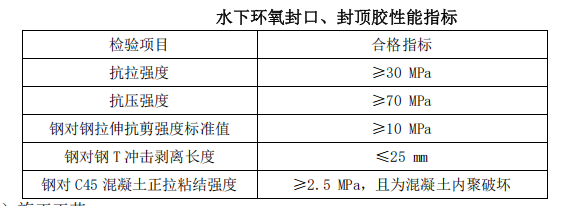 水下环氧封口、封顶胶性能指标
检验项目 合格指标
抗拉强度 ≥30 MPa
抗压强度 ≥70 MPa
钢对钢拉伸抗剪强度标准值 ≥10 MPa
钢对钢 T 冲击剥离长度 ≤25 mm
钢对 C45 混凝土正拉粘结强度 ≥2.5 MPa，且为混凝土内聚破坏